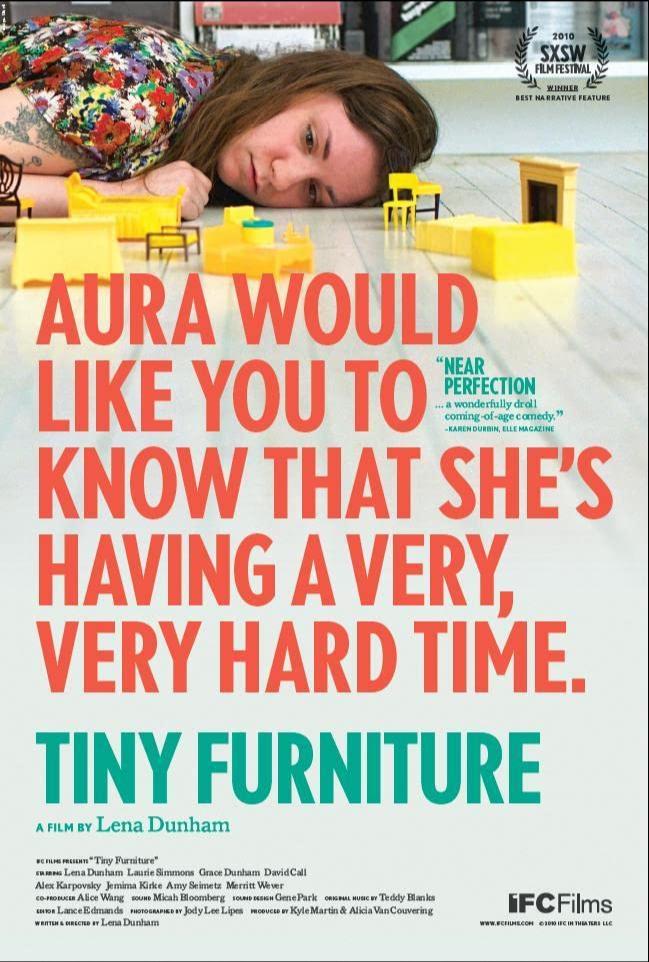 2010
SXSW
FILM FESTIVAL
WINNER
BEST NARRATIVE FEATURE
AURA WOULD
LIKE YOU TO
"NEAR
PERFECTION
... a wonderfully droll
coming-of-age comedy."
-KAREN DURBIN, ELLE MAGAZINE
KNOW THAT SHE'S
HAVING A VERY,
VERY HARD TIME.
TINY FURNITURE
A FILM BY Lena Dunham
IFC FILMS PRESENTS "Tiny Furniture"
STARRING Lena Dunham Laurie Simmons Grace Dunham David Call
Alex Karpovsky Jemima Kirke Amy Seimetz Merritt Wever
CO-PRODUCER Alice Wang SOUND Micah Bloomberg SOUND DESIGN Gene Park ORIGINAL MUSIC BY Teddy Blanks
EDITOR Lance Edmands PHOTOGRAPHED BY Jody Lee Lipes PRODUCED BY Kyle Martin & Alicia Van Couvering
WRITTEN & DIRECTED BY Lena Dunham
IFC Films
WWW.IFCFILMS.COM ©2010 IFC IN THEATERS LLC